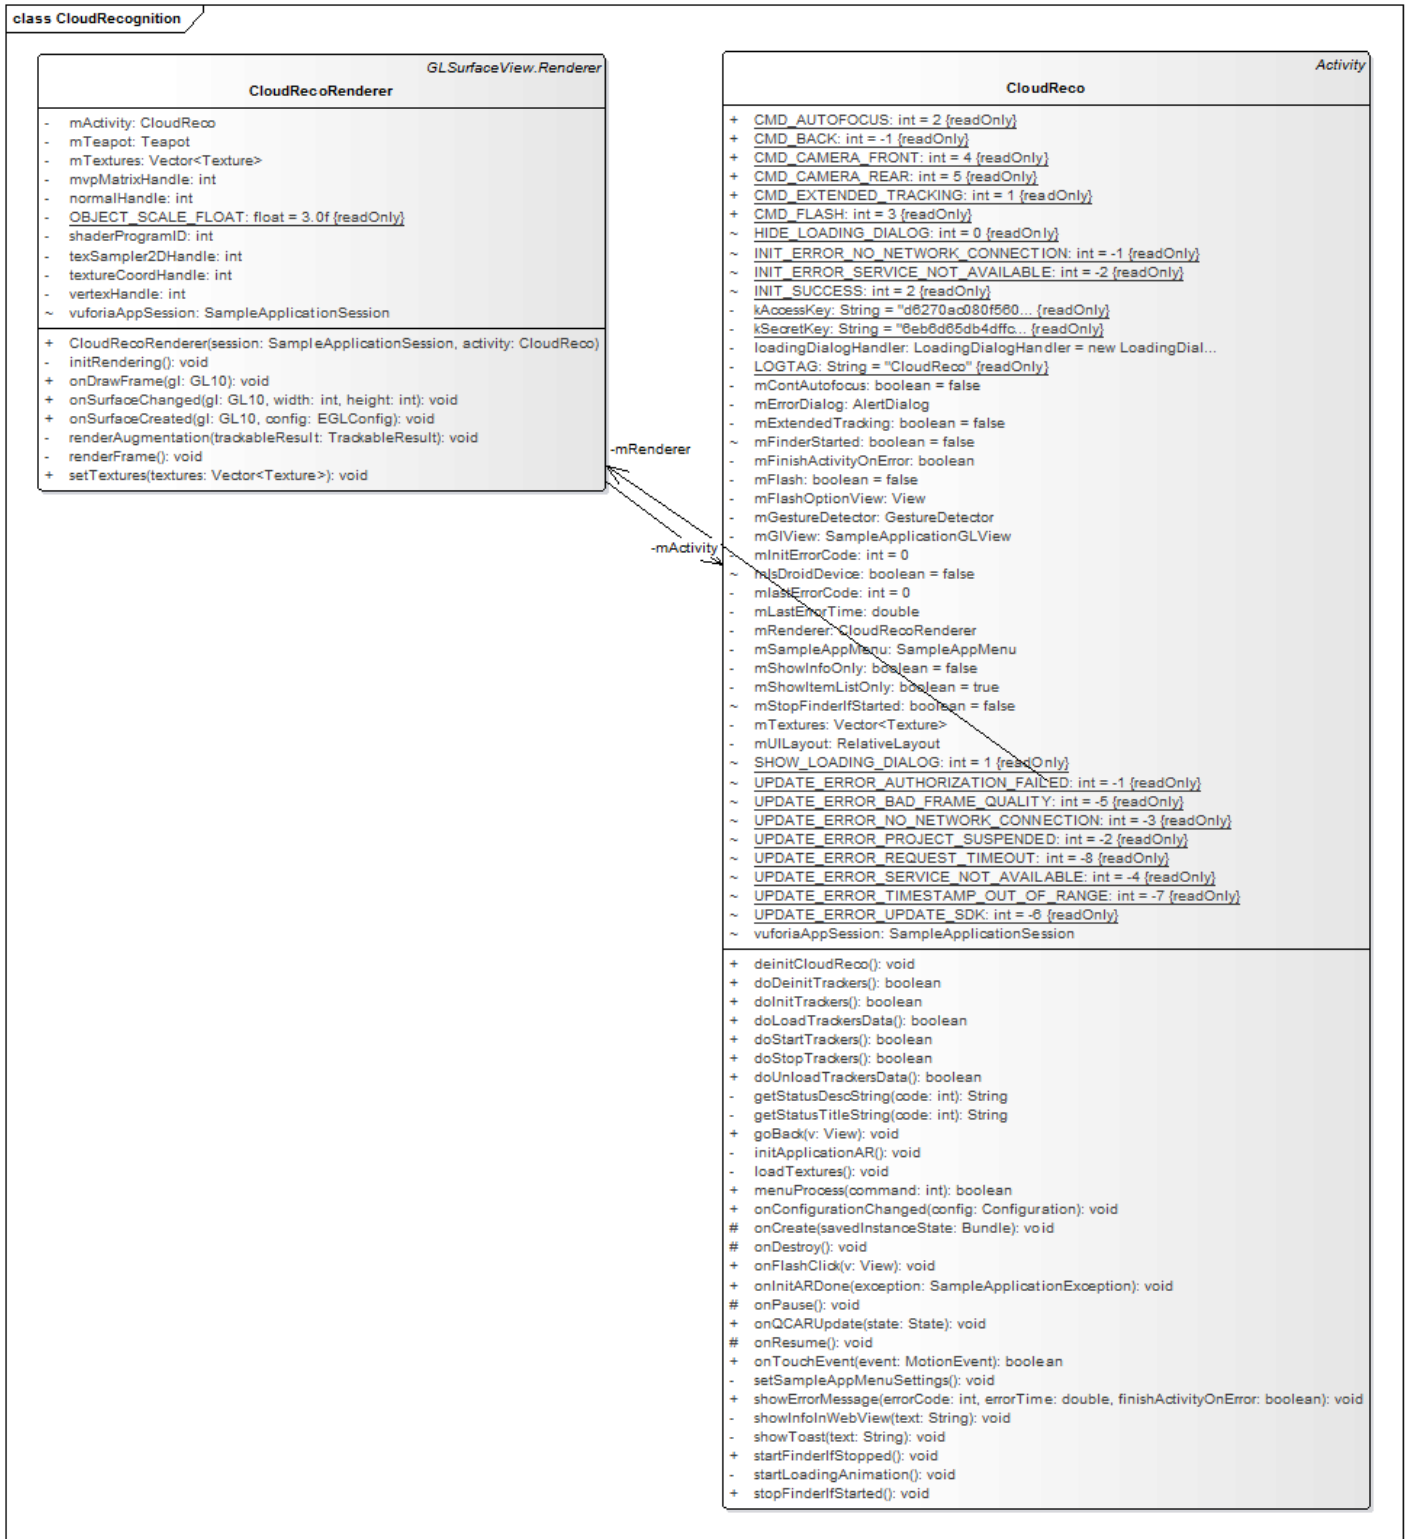 class CloudRecognition
GLSurfaceView.Renderer
CloudRecoRenderer
- mActivity: CloudReco
- mTeapot: Teapot
- mTextures: Vector<Texture>
- mvpMatrixHandle: int
- normalHandle: int
- OBJECT_SCALE_FLOAT: float = 3.0f {readOnly}
- shaderProgramID: int
- texSampler2DHandle: int
- textureCoordHandle: int
- vertexHandle: int
~ vuforiaAppSession: SampleApplicationSession
+ CloudRecoRenderer(session: SampleApplicationSession, activity: CloudReco)
- initRendering(): void
+ onDrawFrame(gl: GL10): void
+ onSurfaceChanged(gl: GL10, width: int, height: int): void
+ onSurfaceCreated(gl: GL10, config: EGLConfig): void
- renderAugmentation(trackableResult: TrackableResult): void
- renderFrame(): void
+ setTextures(textures: Vector<Texture>): void
-mRenderer
-mActivity
Activity
CloudReco
+ CMD_AUTOFOCUS: int = 2 {readOnly}
+ CMD_BACK: int = -1 {readOnly}
+ CMD_CAMERA_FRONT: int = 4 {readOnly}
+ CMD_CAMERA_REAR: int = 5 {readOnly}
+ CMD_EXTENDED_TRACKING: int = 1 {readOnly}
+ CMD_FLASH: int = 3 {readOnly}
~ HIDE_LOADING_DIALOG: int = 0 {readOnly}
~ INIT_ERROR_NO_NETWORK_CONNECTION: int = -1 {readOnly}
~ INIT_ERROR_SERVICE_NOT_AVAILABLE: int = -2 {readOnly}
~ INIT_SUCCESS: int = 2 {readOnly}
- kAccessKey: String = "d6270ac080f560... {readOnly}
- kSecretKey: String = "6eb6d65db4dffc... {readOnly}
- loadingDialogHandler: LoadingDialogHandler = new LoadingDial...
- LOGTAG: String = "CloudReco" {readOnly}
- mContAutofocus: boolean = false
- mErrorDialog: AlertDialog
- mExtendedTracking: boolean = false
~ mFinderStarted: boolean = false
- mFinishActivityOnError: boolean
- mFlash: boolean = false
- mFlashOptionView: View
- mGestureDetector: GestureDetector
- mGlView: SampleApplicationGLView
- mInitErrorCode: int = 0
~ mIsDroidDevice: boolean = false
- mlastErrorCode: int = 0
- mLastErrorTime: double
- mRenderer: CloudRecoRenderer
- mSampleAppMenu: SampleAppMenu
- mShowInfoOnly: boolean = false
- mShowItemListOnly: boolean = true
~ mStopFinderIfStarted: boolean = false
- mTextures: Vector<Texture>
- mUILayout: RelativeLayout
~ SHOW_LOADING_DIALOG: int = 1 {readOnly}
~ UPDATE_ERROR_AUTHORIZATION_FAILED: int = -1 {readOnly}
~ UPDATE_ERROR_BAD_FRAME_QUALITY: int = -5 {readOnly}
~ UPDATE_ERROR_NO_NETWORK_CONNECTION: int = -3 {readOnly}
~ UPDATE_ERROR_PROJECT_SUSPENDED: int = -2 {readOnly}
~ UPDATE_ERROR_REQUEST_TIMEOUT: int = -8 {readOnly}
~ UPDATE_ERROR_SERVICE_NOT_AVAILABLE: int = -4 {readOnly}
~ UPDATE_ERROR_TIMESTAMP_OUT_OF_RANGE: int = -7 {readOnly}
~ UPDATE_ERROR_UPDATE_SDK: int = -6 {readOnly}
~ vuforiaAppSession: SampleApplicationSession
+ deinitCloudReco(): void
+ doDeinitTrackers(): boolean
+ doInitTrackers(): boolean
+ doLoadTrackersData(): boolean
+ doStartTrackers(): boolean
+ doStopTrackers(): boolean
+ doUnloadTrackersData(): boolean
- getStatusDescString(code: int): String
- getStatusTitleString(code: int): String
+ goBack(v: View): void
- initApplicationAR(): void
- loadTextures(): void
+ menuProcess(command: int): boolean
+ onConfigurationChanged(config: Configuration): void
# onCreate(savedInstanceState: Bundle): void
# onDestroy(): void
+ onFlashClick(v: View): void
+ onInitARDone(exception: SampleApplicationException): void
# onPause(): void
+ onQCARUpdate(state: State): void
# onResume(): void
+ onTouchEvent(event: MotionEvent): boolean
- setSampleAppMenuSettings(): void
+ showErrorMessage(errorCode: int, errorTime: double, finishActivityOnError: boolean): void
- showInfoInWebView(text: String): void
- showToast(text: String): void
+ startFinderIfStopped(): void
- startLoadingAnimation(): void
+ stopFinderIfStarted(): void